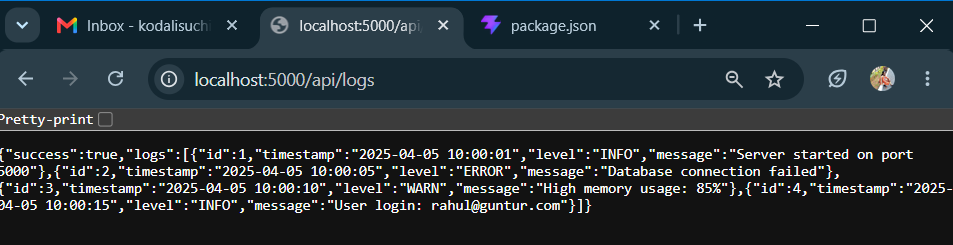 Inbox - kodalisuch
localhost:5000/api
package.json
localhost:5000/api/logs
Pretty-print
{"success":true,"logs":[{"id":1,"timestamp":"2025-04-05 10:00:01","level":"INFO","message":"Server started on port
5000"},{"id":2,"timestamp":"2025-04-05 10:00:05","level":"ERROR","message":"Database connection failed"},
{"id":3,"timestamp":"2025-04-05 10:00:10","level":"WARN","message":"High memory usage: 85%"},{"id":4,"timestamp":"2025-
04-05 10:00:15","level":"INFO","message":"User login: rahul@guntur.com"}]}